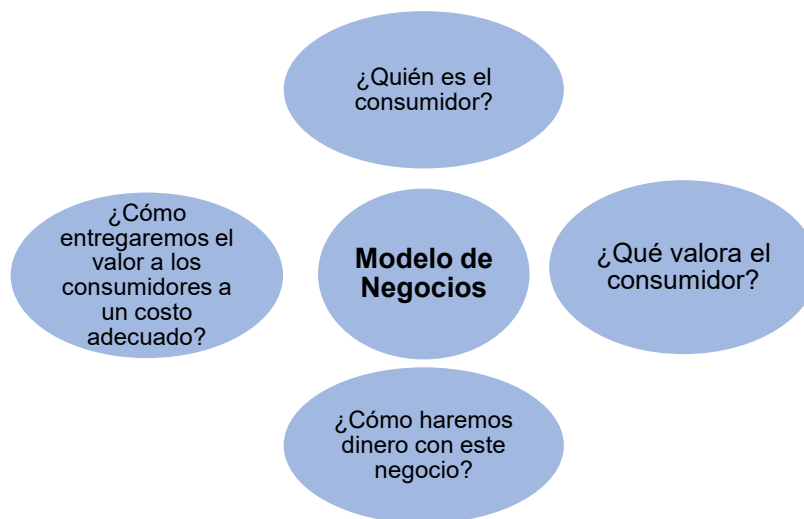 ¿Quién es el
consumidor?
¿Cómo
entregaremos el
valor a los
consumidores a
un costo
adecuado?
Modelo de
Negocios
¿Qué valora el
consumidor?
¿Cómo haremos
dinero con este
negocio?